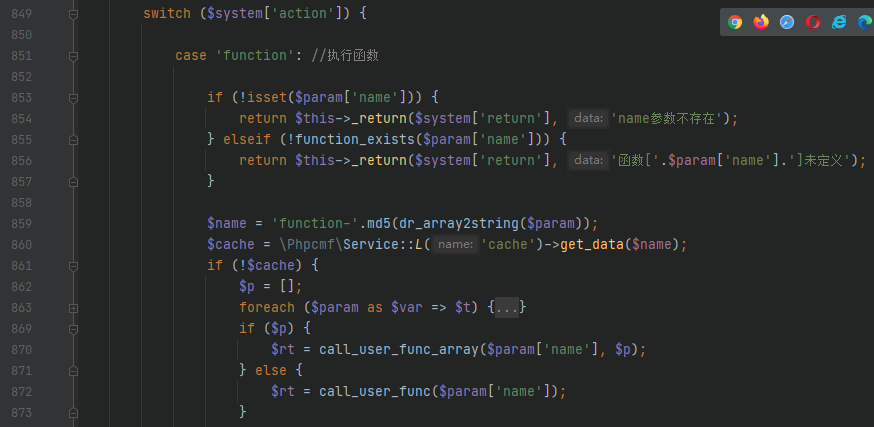 849 switch ($system['action']) {
850
851 case 'function': //执行函数
852
853 if (!isset($param['name'])) {
854 return $this->_return($system['return'], data: 'name参数不存在');
855 } elseif (!function_exists($param['name'])) {
856 return $this->_return($system['return'], data: '函数['.$param['name'].']未定义');
857 }
858
859 $name = 'function-'.md5(dr_array2string($param));
860 $cache = \Phpcmf\Service::L( name: 'cache')->get_data($name);
861 if (!$cache) {
862 $p = [];
863 foreach ($param as $var => $t) {...}
869 if ($p) {
870 $rt = call_user_func_array($param['name'], $p);
871 } else {
872 $rt = call_user_func($param['name']);
873 }